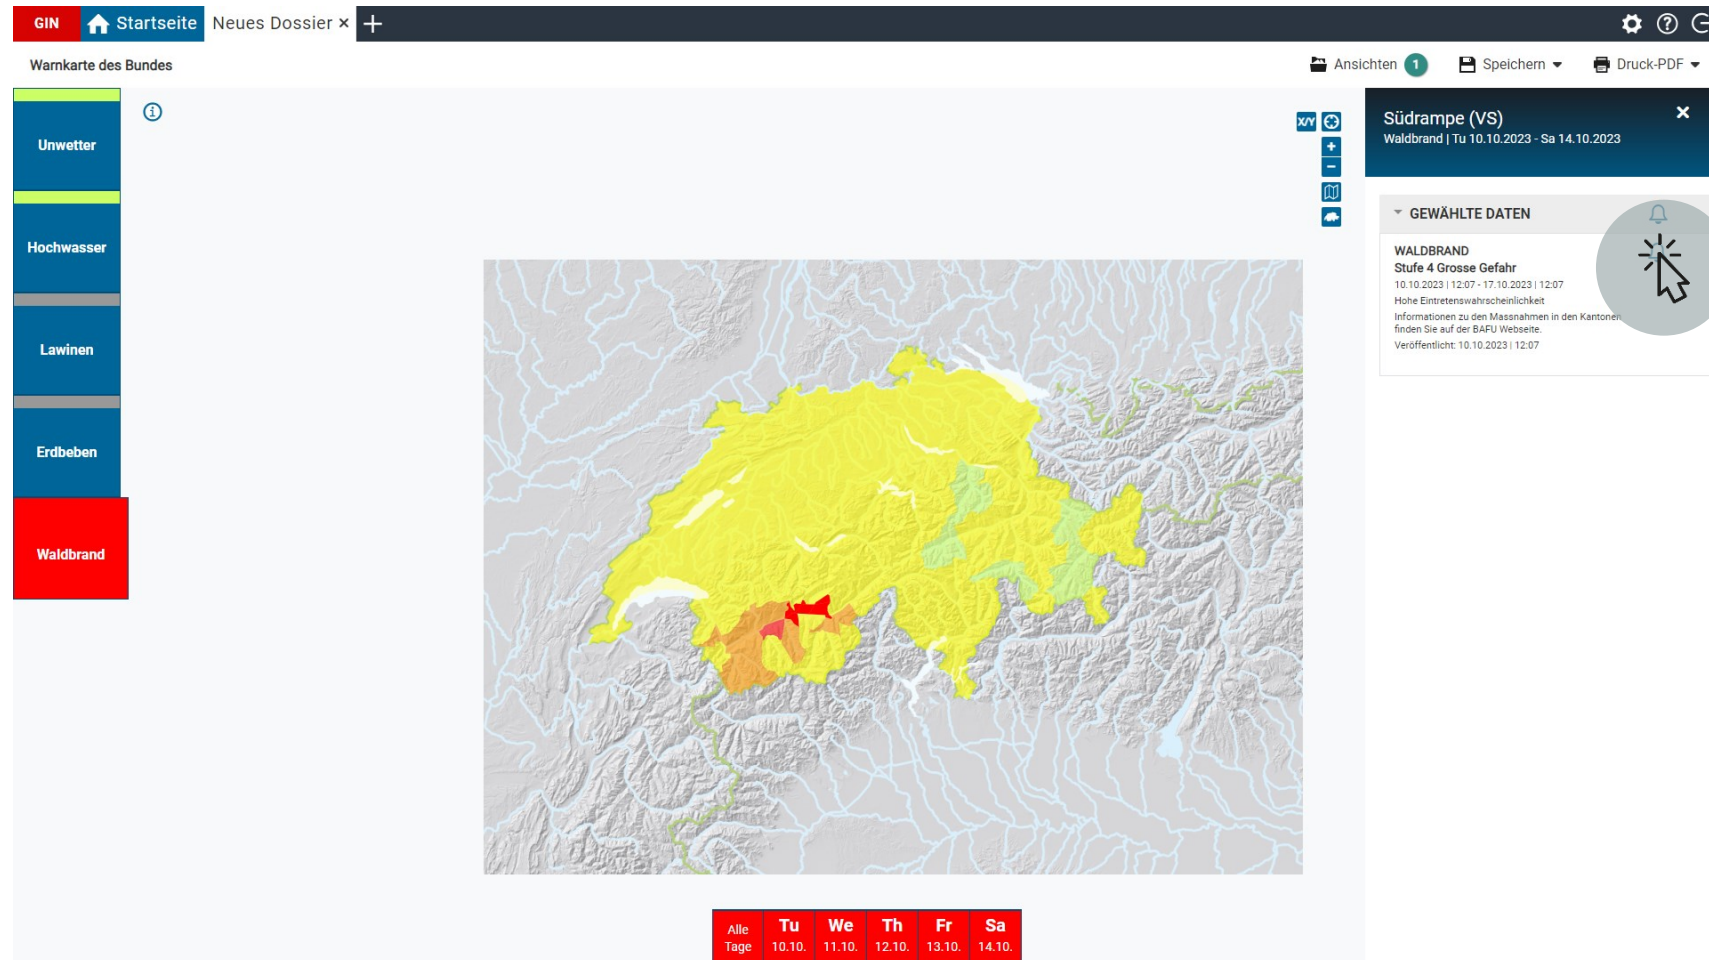 GIN Startseite Neues Dossier ×
Warnkarte des Bundes
Ansichten 1 Speichern Druck-PDF
Unwetter
Hochwasser
Lawinen
Erdbeben
Waldbrand
X/Y
+
−
Südrampe (VS)
Waldbrand | Tu 10.10.2023 - Sa 14.10.2023
GEWÄHLTE DATEN
WALDBRAND
Stufe 4 Grosse Gefahr
10.10.2023 | 12:07 - 17.10.2023 | 12:07
Hohe Eintretenswahrscheinlichkeit
Informationen zu den Massnahmen in den Kantonen
finden Sie auf der BAFU Webseite.
Veröffentlicht: 10.10.2023 | 12:07
Alle Tage
Tu 10.10.
We 11.10.
Th 12.10.
Fr 13.10.
Sa 14.10.